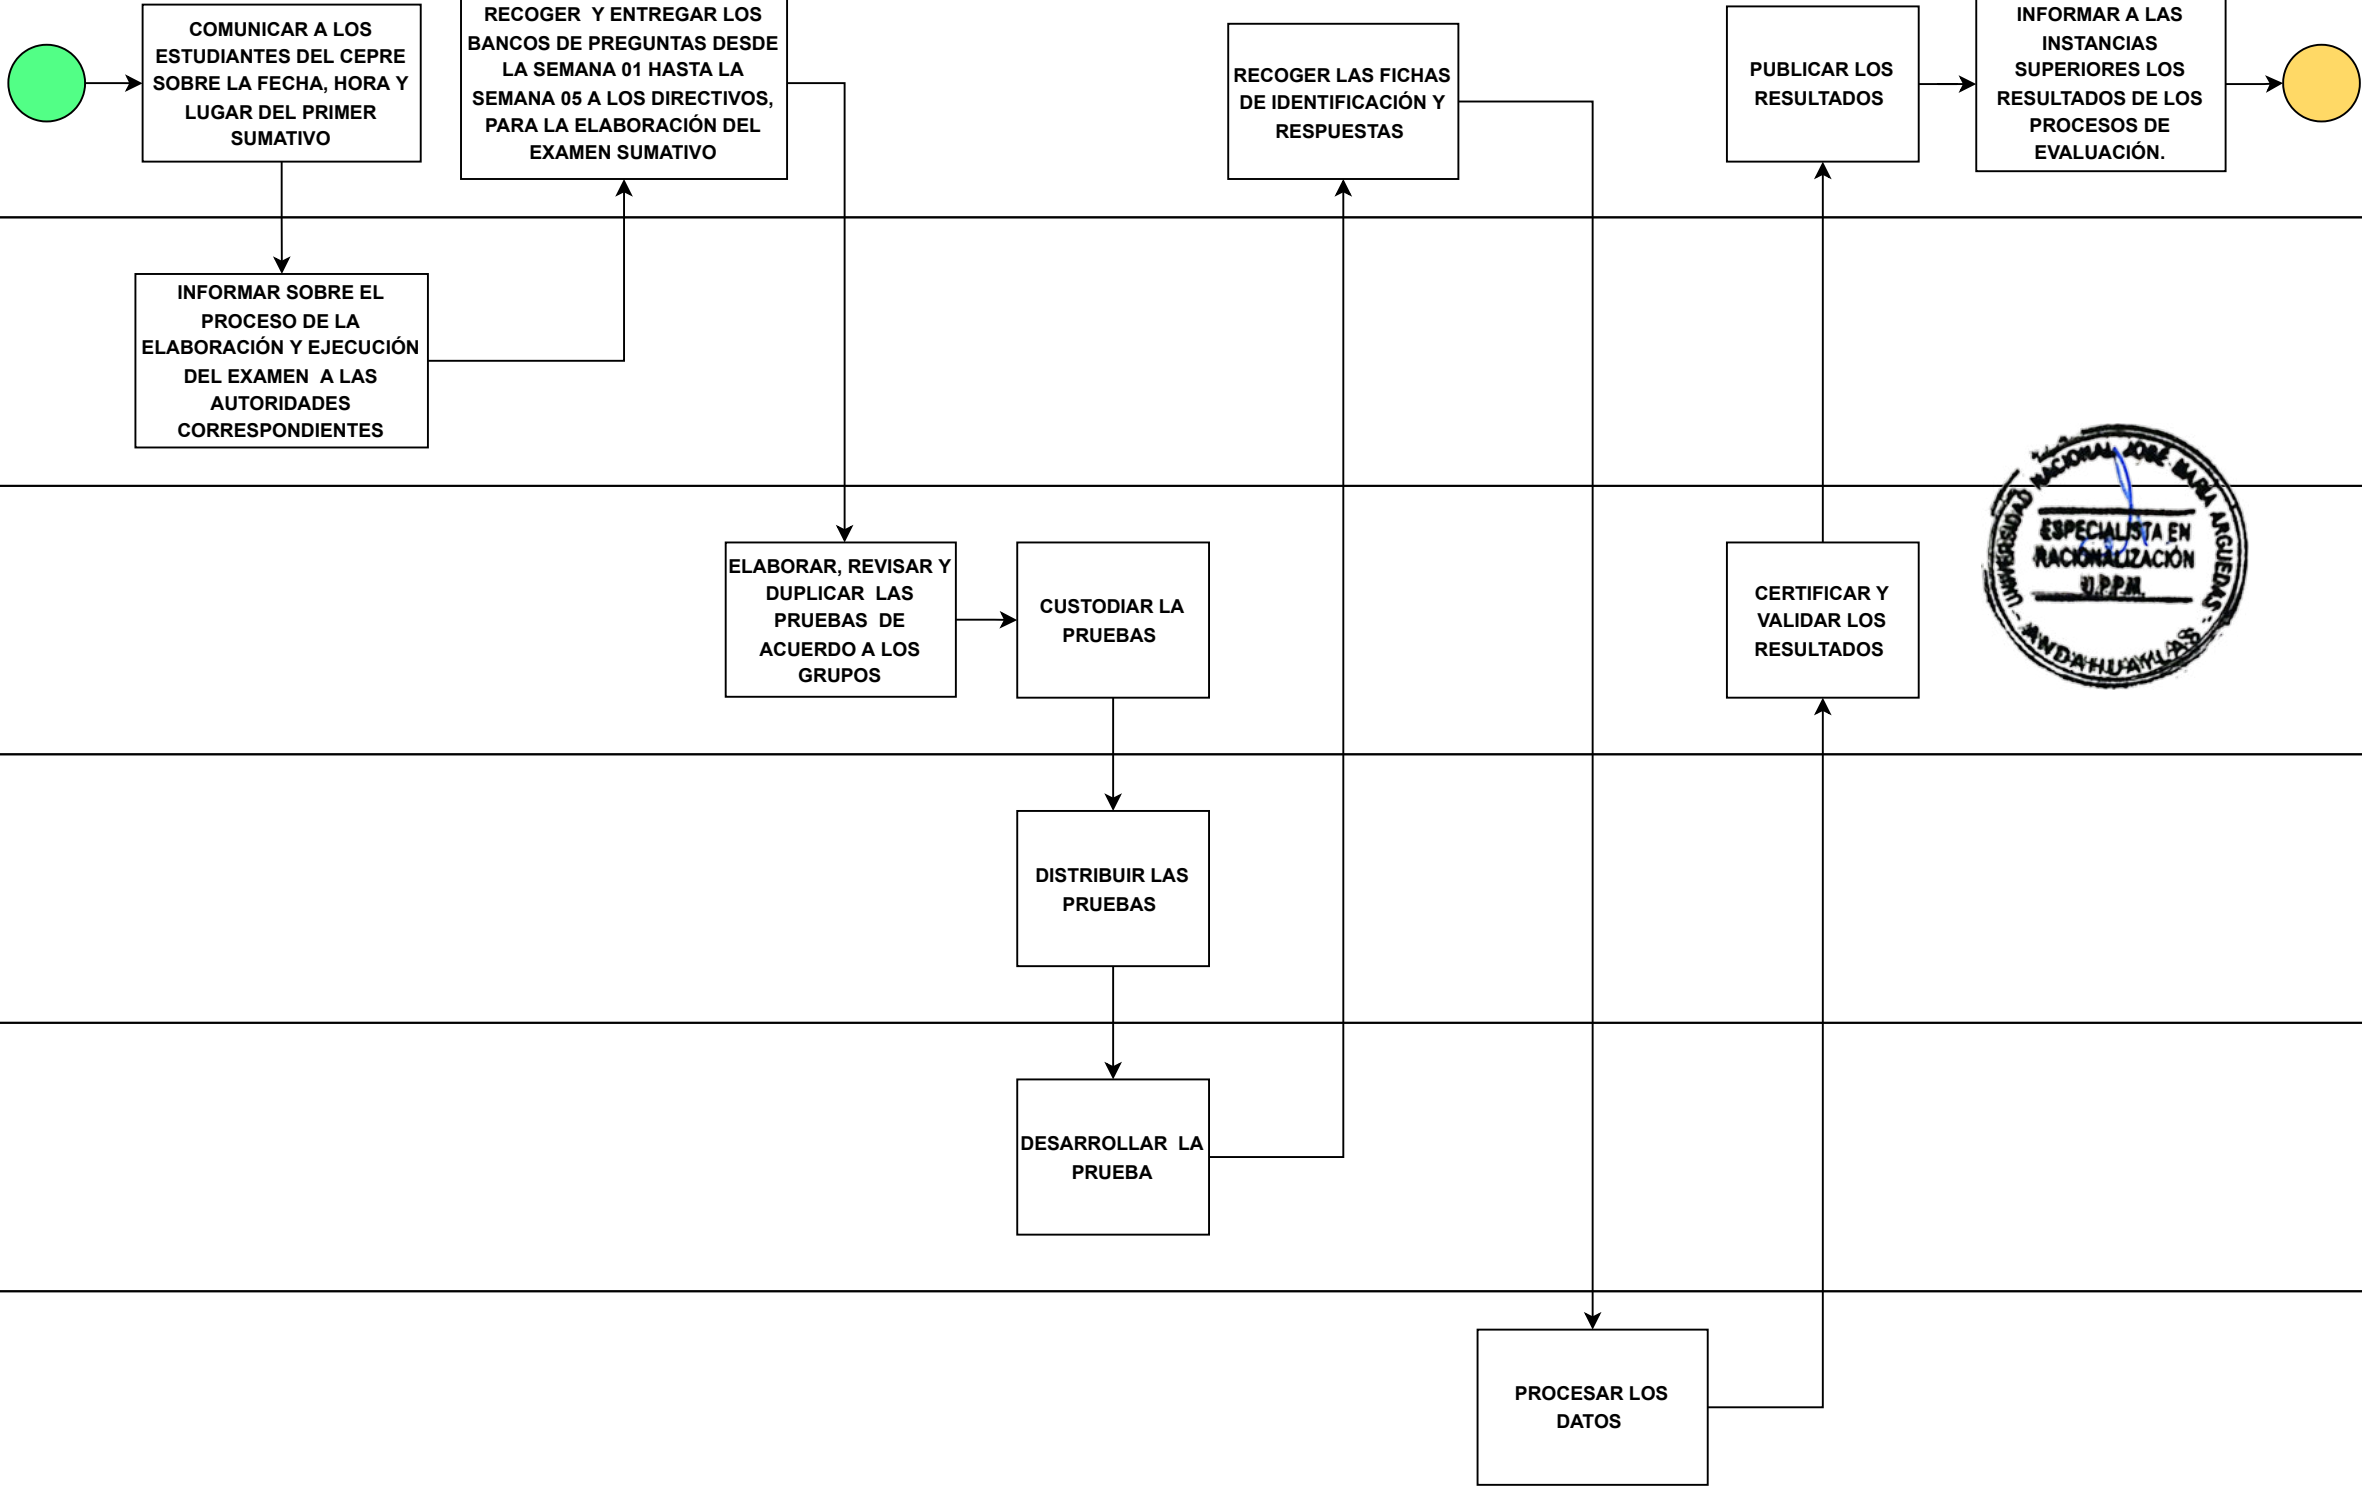 COMUNICAR A LOS
ESTUDIANTES DEL CEPRE
SOBRE LA FECHA, HORA Y
LUGAR DEL PRIMER
SUMATIVO
RECOGER Y ENTREGAR LOS
BANCOS DE PREGUNTAS DESDE
LA SEMANA 01 HASTA LA
SEMANA 05 A LOS DIRECTIVOS,
PARA LA ELABORACIÓN DEL
EXAMEN SUMATIVO
RECOGER LAS FICHAS
DE IDENTIFICACIÓN Y
RESPUESTAS
PUBLICAR LOS
RESULTADOS
INFORMAR A LAS
INSTANCIAS
SUPERIORES LOS
RESULTADOS DE LOS
PROCESOS DE
EVALUACIÓN.
INFORMAR SOBRE EL
PROCESO DE LA
ELABORACIÓN Y EJECUCIÓN
DEL EXAMEN A LAS
AUTORIDADES
CORRESPONDIENTES
ELABORAR, REVISAR Y
DUPLICAR LAS
PRUEBAS DE
ACUERDO A LOS
GRUPOS
CUSTODIAR LA
PRUEBAS
CERTIFICAR Y
VALIDAR LOS
RESULTADOS
UNIVERSIDAD NACIONAL JOSÉ MARÍA ARGUEDAS
ESPECIALISTA EN
RACIONALIZACIÓN
U.P.P.M.
- ANDAHUAYLAS -
DISTRIBUIR LAS
PRUEBAS
DESARROLLAR LA
PRUEBA
PROCESAR LOS
DATOS